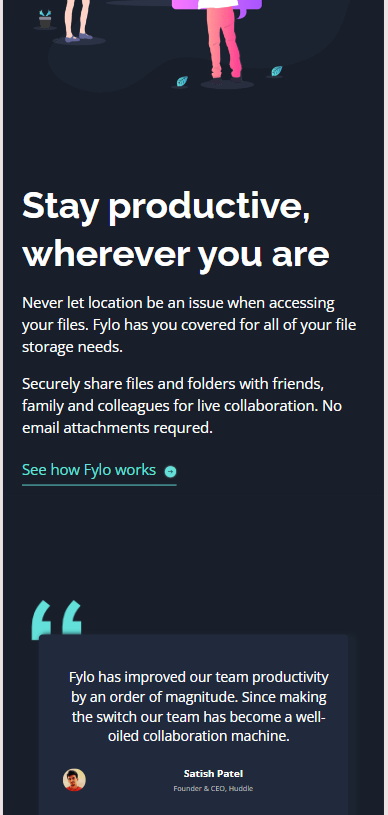 Stay productive,
wherever you are
Never let location be an issue when accessing
your files. Fylo has you covered for all of your file
storage needs.
Securely share files and folders with friends,
family and colleagues for live collaboration. No
email attachments requred.
See how Fylo works
Fylo has improved our team productivity
by an order of magnitude. Since making
the switch our team has become a well-
oiled collaboration machine.
Satish Patel
Founder & CEO, Huddle